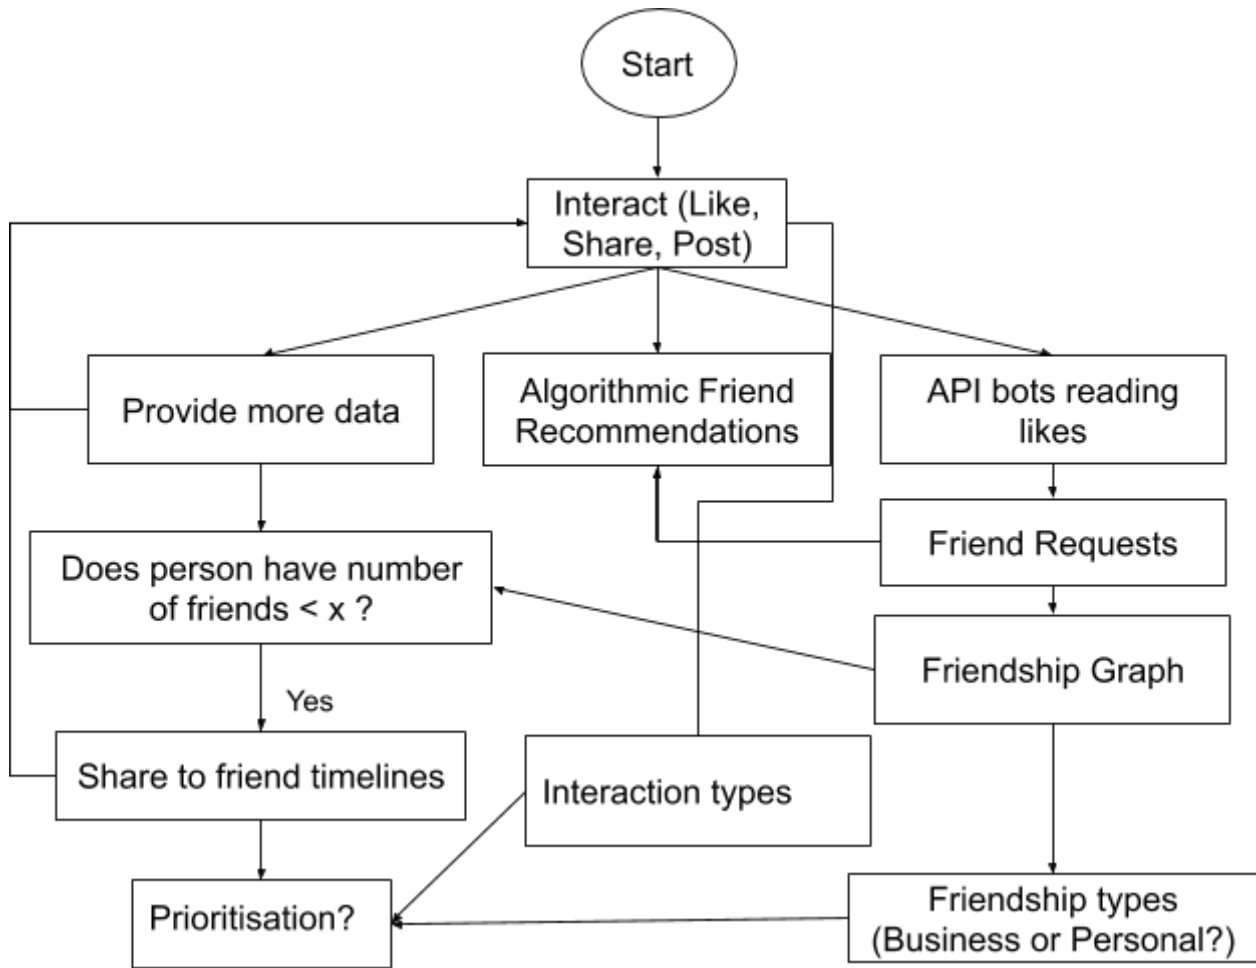 Start
Interact (Like,
Share, Post)
Provide more data
Algorithmic Friend
Recommendations
API bots reading
likes
Friend Requests
Does person have number
of friends < x ?
Friendship Graph
Yes
Share to friend timelines
Interaction types
Prioritisation?
Friendship types
(Business or Personal?)